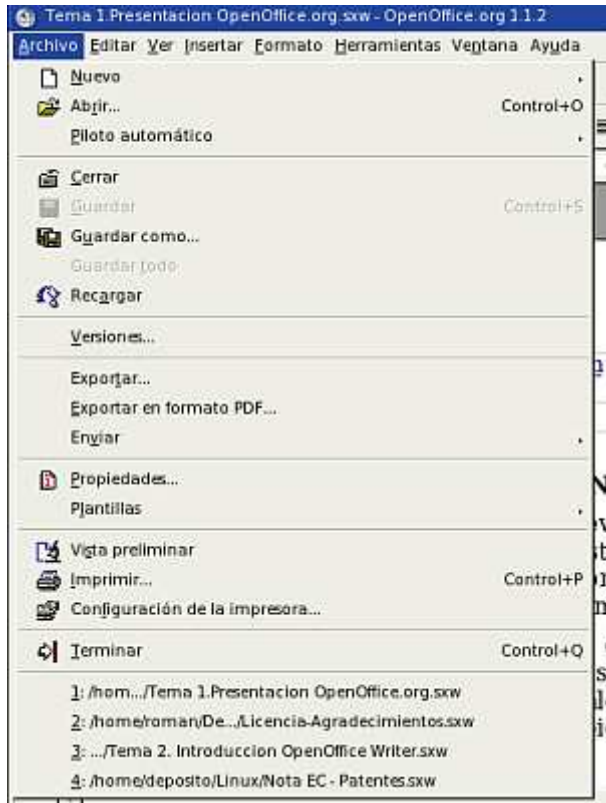 Tema 1.Presentacion OpenOffice.org.sxw - OpenOffice.org 1.1.2
Archivo Editar Ver Insertar Formato Herramientas Ventana Ayuda
Nuevo
Abrir... Control+O
Piloto automático
Cerrar
Guardar Control+S
Guardar como...
Guardar todo
Recargar
Versiones...
Exportar...
Exportar en formato PDF...
Enviar
Propiedades...
Plantillas
Vista preliminar
Imprimir... Control+P
Configuración de la impresora...
Terminar Control+Q
1: /hom.../Tema 1.Presentacion OpenOffice.org.sxw
2: /home/roman/De.../Licencia-Agradecimientos.sxw
3: .../Tema 2. Introduccion OpenOffice Writer.sxw
4: /home/deposito/Linux/Nota EC - Patentes.sxw